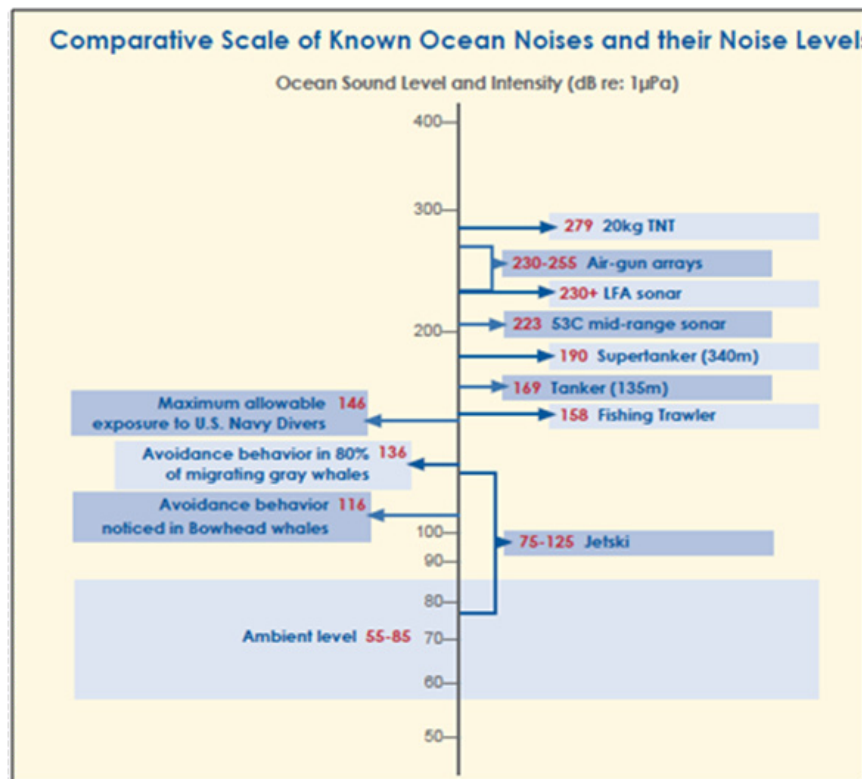 Comparative Scale of Known Ocean Noises and their Noise Levels
Ocean Sound Level and Intensity (dB re: 1µPa)
400
300
279 20kg TNT
230-255 Air-gun arrays
230+ LFA sonar
223 53C mid-range sonar
200
190 Supertanker (340m)
169 Tanker (135m)
Maximum allowable 146
exposure to U.S. Navy Divers
158 Fishing Trawler
Avoidance behavior in 80% 136
of migrating gray whales
Avoidance behavior 116
noticed in Bowhead whales
100
75-125 Jetski
90
80
Ambient level 55-85
70
60
50